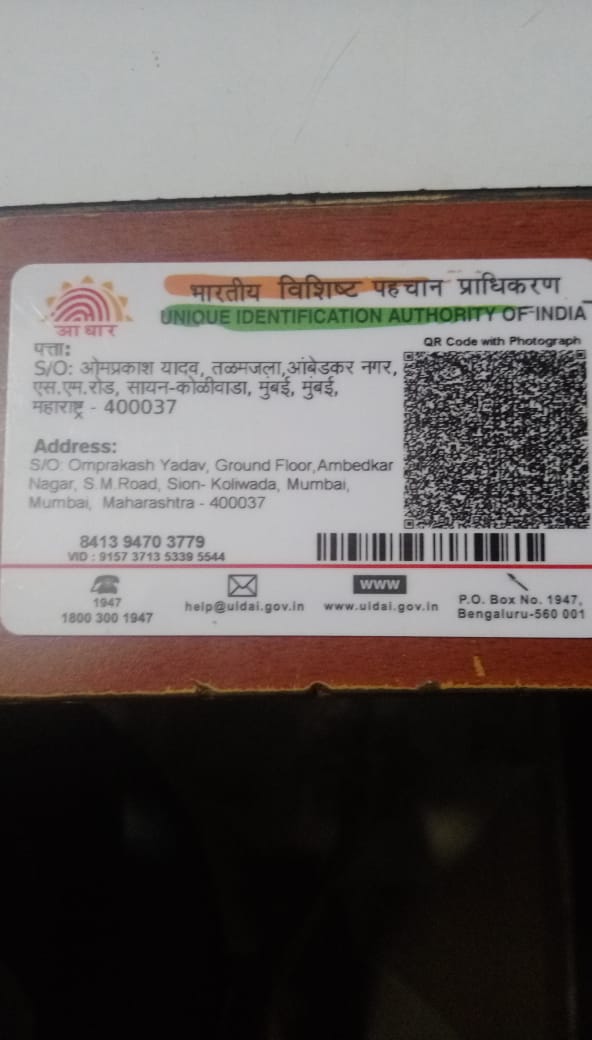 भारतीय विशिष्ट पहचान प्राधिकरण
UNIQUE IDENTIFICATION AUTHORITY OF INDIA
आधार
QR Code with Photograph
पत्ता:
S/O: ओमप्रकाश यादव, तळमजला,आंबेडकर नगर,
एस.एम.रोड, सायन-कोळीवाडा, मुंबई, मुंबई,
महाराष्ट्र - 400037
Address:
S/O: Omprakash Yadav, Ground Floor,Ambedkar
Nagar, S.M.Road, Sion- Koliwada, Mumbai,
Mumbai, Maharashtra - 400037
8413 9470 3779
VID : 9157 3713 5339 5544
1947
1800 300 1947
help@uidai.gov.in
www
www.uidai.gov.in
P.O. Box No. 1947,
Bengaluru-560 001